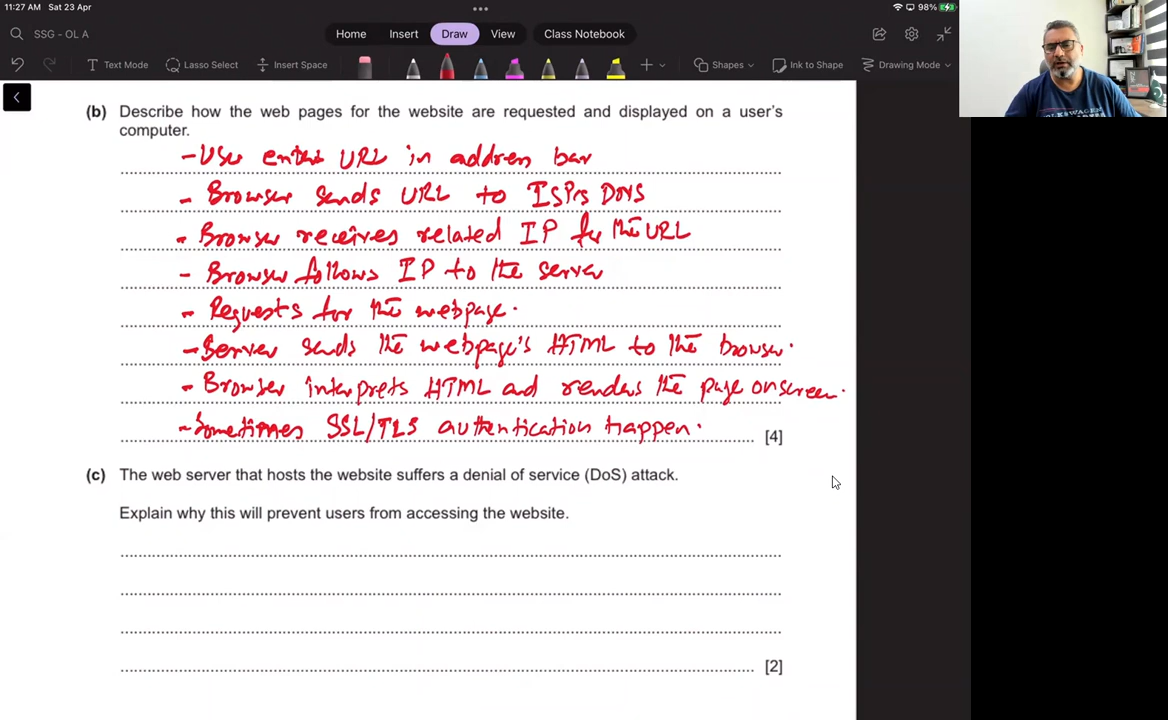 11:27 AM Sat 23 Apr
98%
SSG - OL A
Home Insert Draw View Class Notebook
Text Mode Lasso Select Insert Space Shapes Ink to Shape Drawing Mode
(b) Describe how the web pages for the website are requested and displayed on a user's
computer.
- User enters URL in address bar
- Browser sends URL to ISP's DNS
- Browser receives related IP for the URL
- Browser follows IP to the server
- Requests for the webpage.
- Server sends the webpage's HTML to the browser.
- Browser interprets HTML and renders the page onscreen.
- Sometimes SSL/TLS authentication happen.
[4]
(c) The web server that hosts the website suffers a denial of service (DoS) attack.
Explain why this will prevent users from accessing the website.
[2]